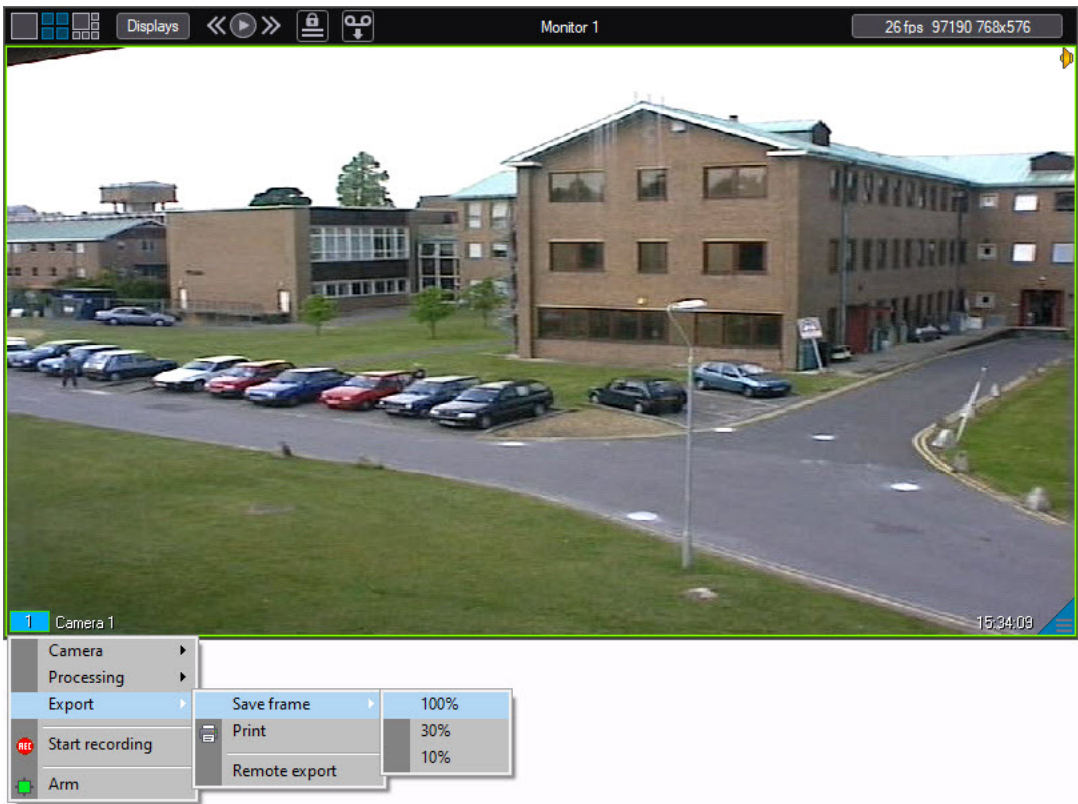 Displays
Monitor 1
26 fps 97190 768x576
1 Camera 1
15:34:09
Camera
Processing
Export
Save frame
100%
Print
30%
10%
REC Start recording
Remote export
Arm